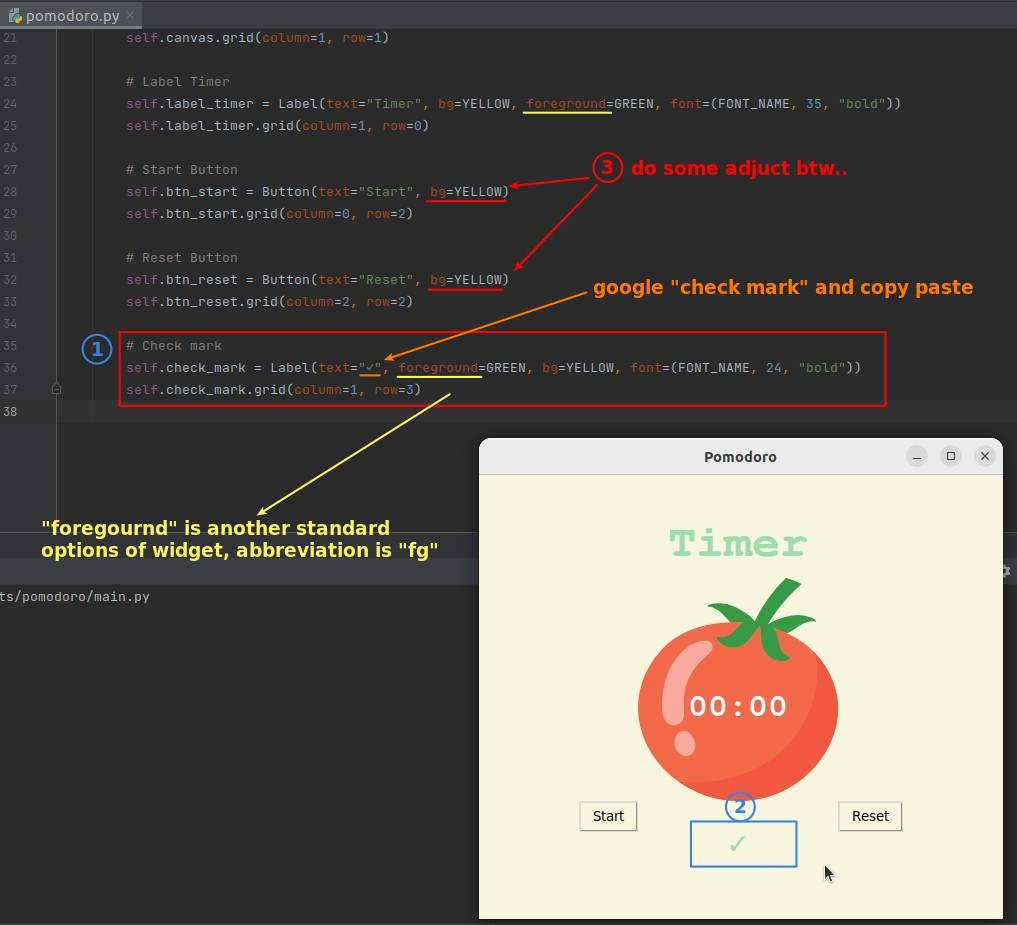 pomodoro.py ×
21 self.canvas.grid(column=1, row=1)
22
23 # Label Timer
24 self.label_timer = Label(text="Timer", bg=YELLOW, foreground=GREEN, font=(FONT_NAME, 35, "bold"))
25 self.label_timer.grid(column=1, row=0)
26
27 # Start Button
③ do some adjuct btw..
28 self.btn_start = Button(text="Start", bg=YELLOW)
29 self.btn_start.grid(column=0, row=2)
30
31 # Reset Button
32 self.btn_reset = Button(text="Reset", bg=YELLOW)
google "check mark" and copy paste
33 self.btn_reset.grid(column=2, row=2)
34
① 35 # Check mark
36 self.check_mark = Label(text="✓", foreground=GREEN, bg=YELLOW, font=(FONT_NAME, 24, "bold"))
37 self.check_mark.grid(column=1, row=3)
38
"foregournd" is another standard
options of widget, abbreviation is "fg"
ts/pomodoro/main.py
Pomodoro
Timer
00:00
②
Start
Reset
✓